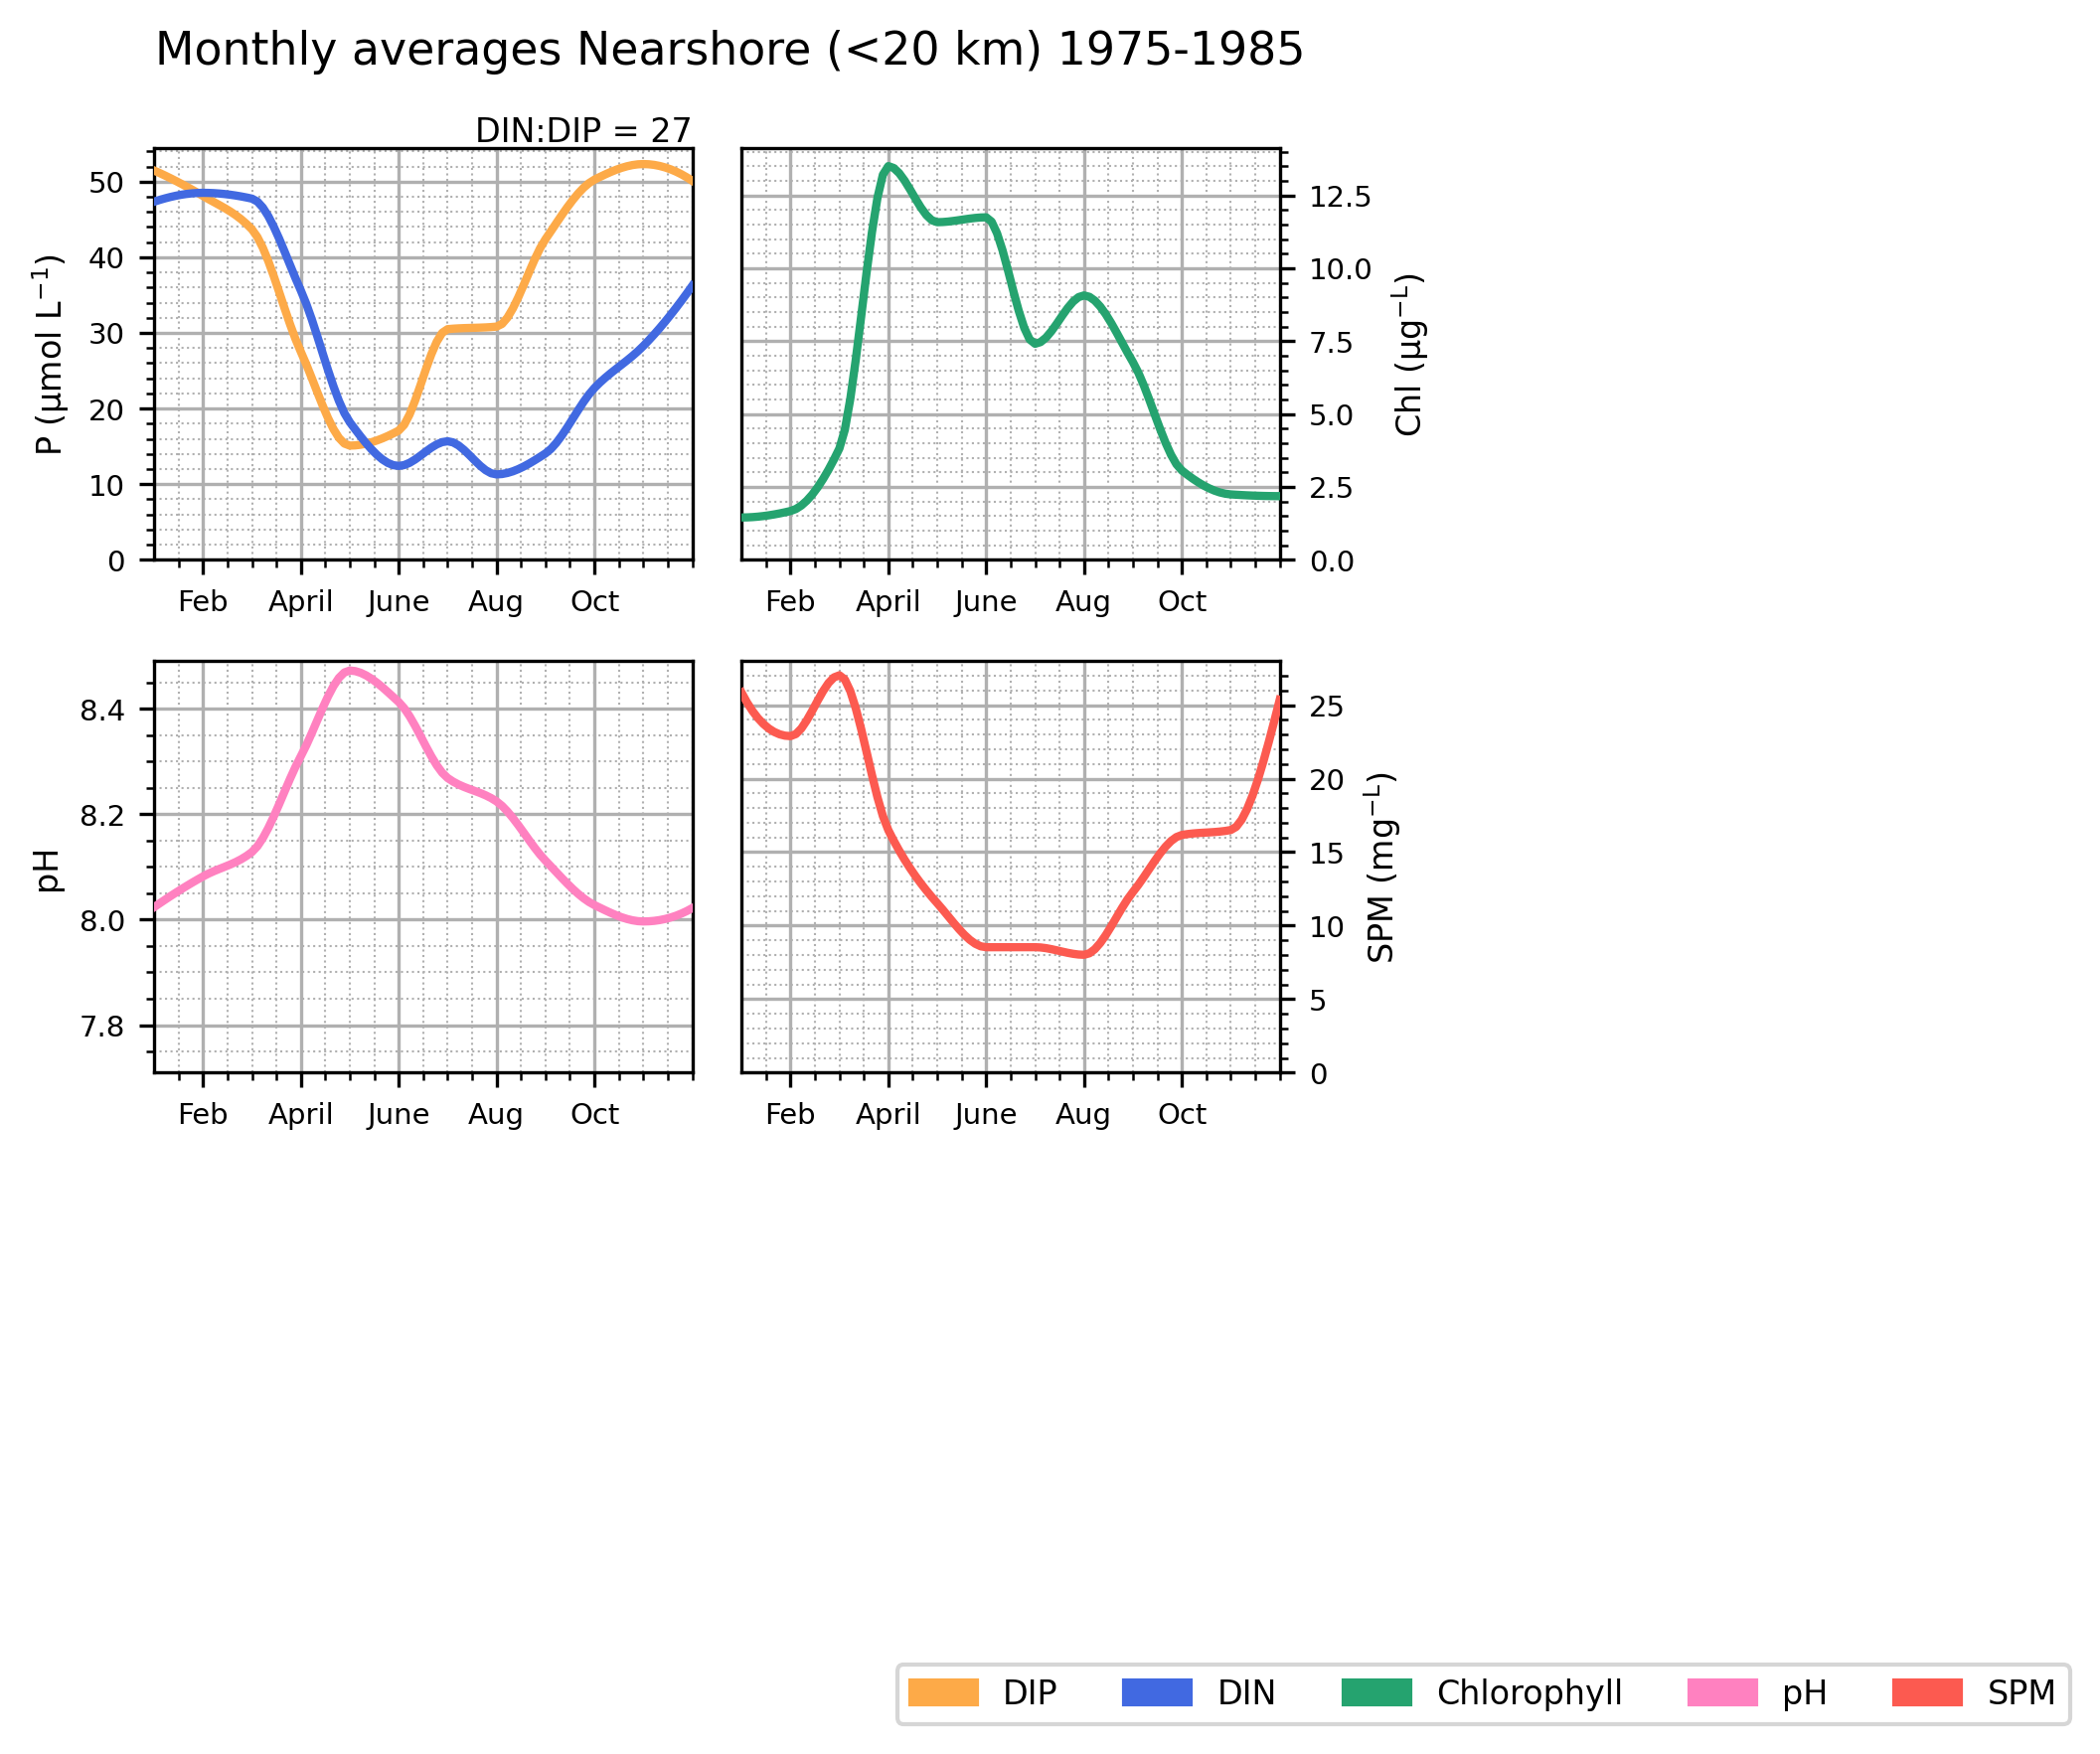 Monthly averages Nearshore (<20 km) 1975-1985
DIN:DIP = 27
P (µmol L⁻¹)
50
40
30
20
10
0
Feb April June Aug Oct
12.5
10.0
7.5
5.0
2.5
0.0
Chl (µg⁻ᴸ)
Feb April June Aug Oct
pH
8.4
8.2
8.0
7.8
Feb April June Aug Oct
25
20
15
10
5
0
SPM (mg⁻ᴸ)
Feb April June Aug Oct
DIP DIN Chlorophyll pH SPM